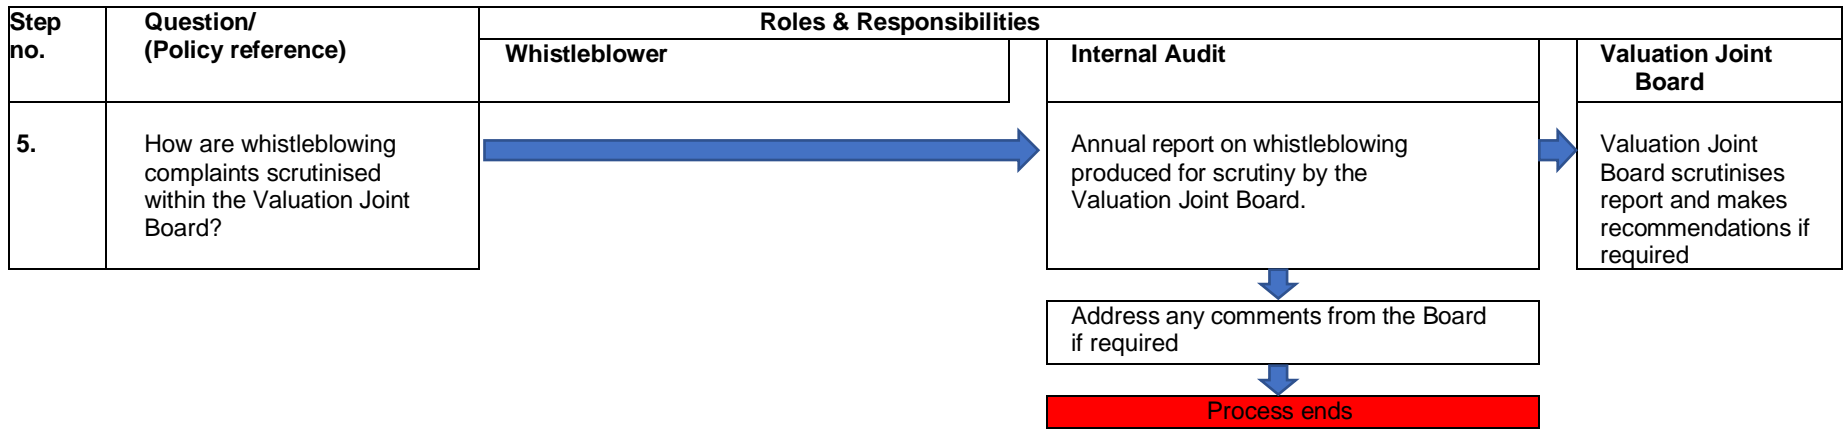 Step no.
Question/
(Policy reference)
Roles & Responsibilities
Whistleblower
Internal Audit
Valuation Joint
Board
5.
How are whistleblowing
complaints scrutinised
within the Valuation Joint
Board?
Annual report on whistleblowing
produced for scrutiny by the
Valuation Joint Board.
Valuation Joint
Board scrutinises
report and makes
recommendations if
required
Address any comments from the Board
if required
Process ends